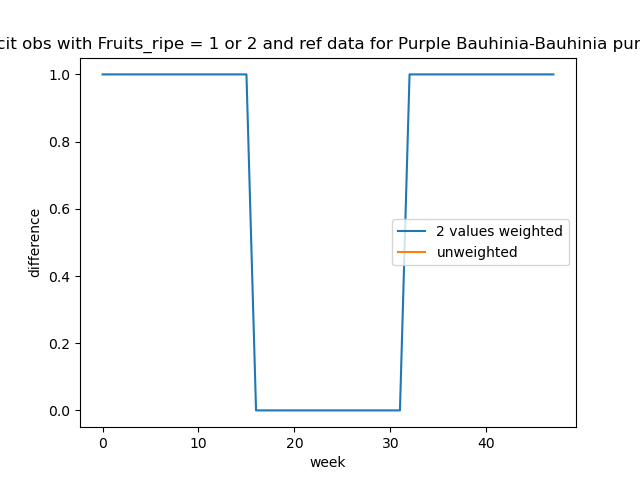 cit obs with Fruits_ripe = 1 or 2 and ref data for Purple Bauhinia-Bauhinia pur
1.0
0.8
0.6
0.4
0.2
0.0
difference
2 values weighted
unweighted
0 10 20 30 40
week